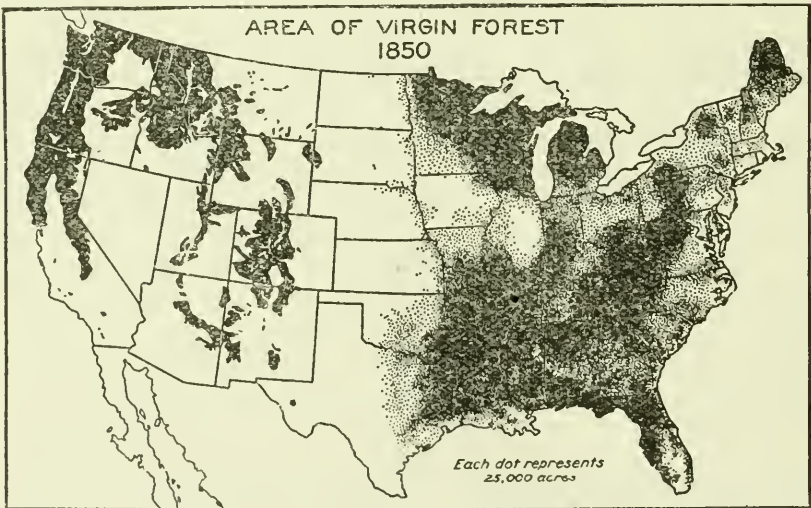 AREA OF VIRGIN FOREST
1850
Each dot represents
25,000 acres